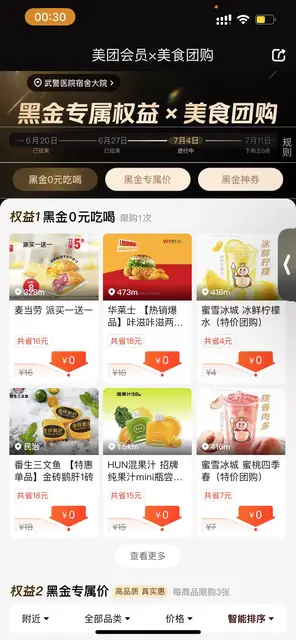 00:30
美团会员×美食团购
武警医院宿舍大院 >
黑金专属权益 × 美食团购
6月20日
已结束
6月27日
已结束
7月4日
进行中
7月11日
下周五0点
规则
黑金0元吃喝
黑金专属价
黑金神券
权益1 黑金0元吃喝 限购1次
派买一送一
328m
麦当劳 派买一送一
共省16元
¥16
¥0
473m
华莱士 【热销爆品】咔滋咔滋两...
共省18元
¥18
¥0
冰鲜柠檬
416m
蜜雪冰城 冰鲜柠檬水（特价团购）
共省4元
¥4
¥0
民治
番生三文鱼 【特惠单品】金砖鹅肝1砖
共省18元
¥18
¥0
1.5km
HUN混果汁 招牌纯果汁mini瓶尝...
共省15元
¥15
¥0
桃香肉多
416m
蜜雪冰城 蜜桃四季春（特价团购）
共省7元
¥7
¥0
查看更多
权益2 黑金专属价 高品质 真实惠 每商品限购3张
附近
全部品类
价格
智能排序